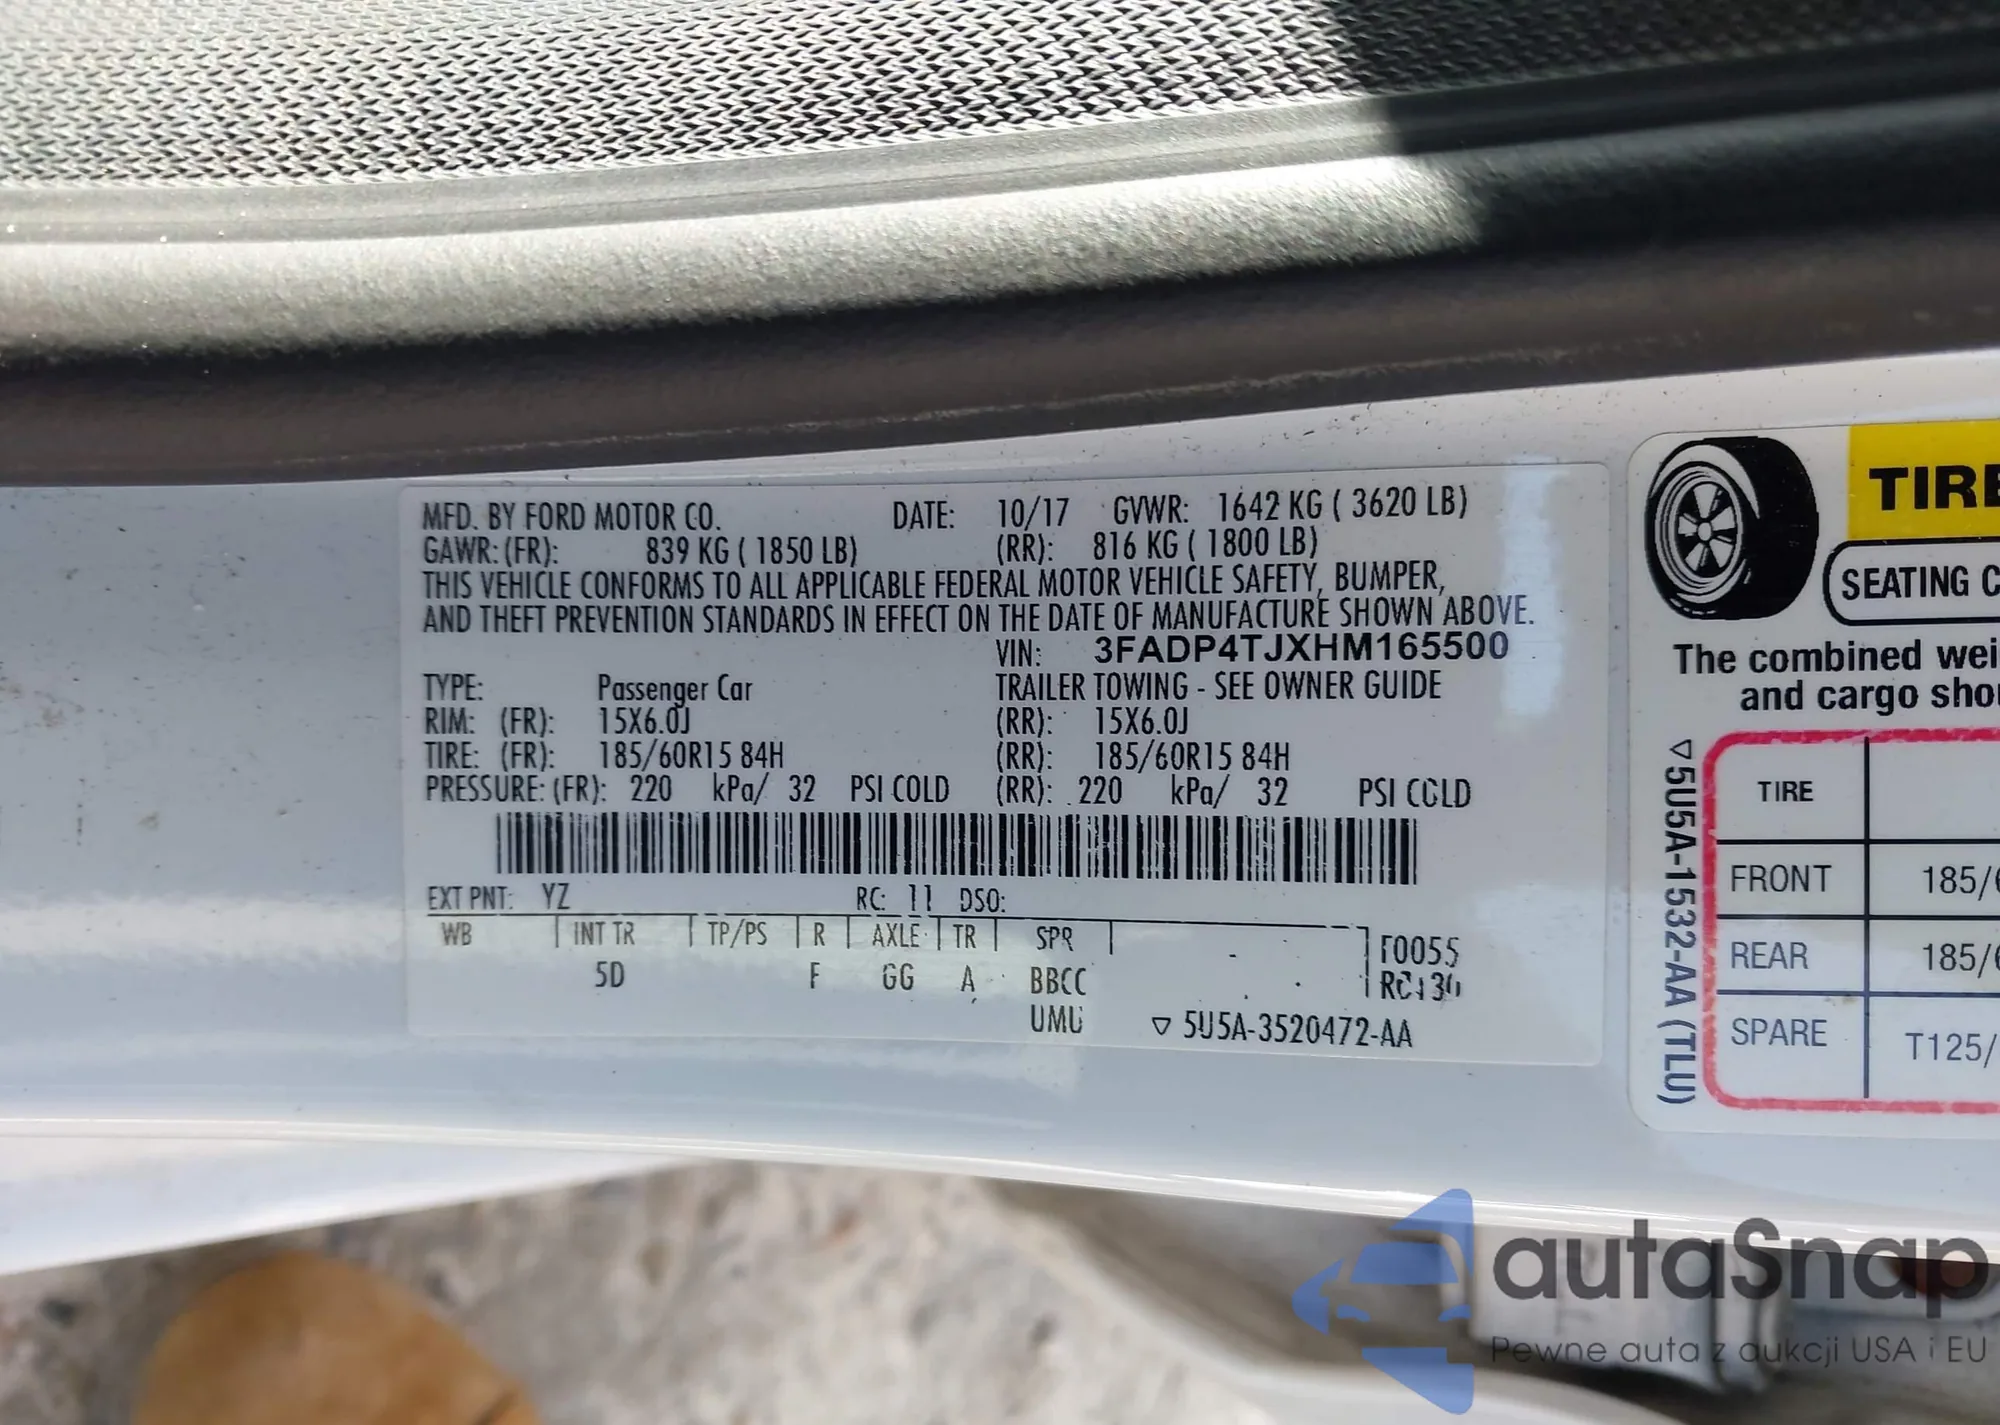 MFD. BY FORD MOTOR CO. DATE: 10/17 GVWR: 1642 KG ( 3620 LB)
GAWR: (FR): 839 KG ( 1850 LB) (RR): 816 KG ( 1800 LB)
THIS VEHICLE CONFORMS TO ALL APPLICABLE FEDERAL MOTOR VEHICLE SAFETY, BUMPER,
AND THEFT PREVENTION STANDARDS IN EFFECT ON THE DATE OF MANUFACTURE SHOWN ABOVE.
VIN: 3FADP4TJXHM165500
TYPE: Passenger Car TRAILER TOWING - SEE OWNER GUIDE
RIM: (FR): 15X6.0J (RR): 15X6.0J
TIRE: (FR): 185/60R15 84H (RR): 185/60R15 84H
PRESSURE: (FR): 220 kPa/ 32 PSI COLD (RR): 220 kPa/ 32 PSI COLD
EXT PNT: YZ RC: 11 DSO:
WB INT TR TP/PS R AXLE TR SPR
5D F GG A BBCC
UMU
▽ 5U5A-3520472-AA
TIRE
SEATING C
The combined wei
and cargo sho
▽5U5A-1532-AA (TLU)
TIRE
FRONT 185/6
REAR 185/6
SPARE T125/
autaSnap
Pewne auta z aukcji USA i EU